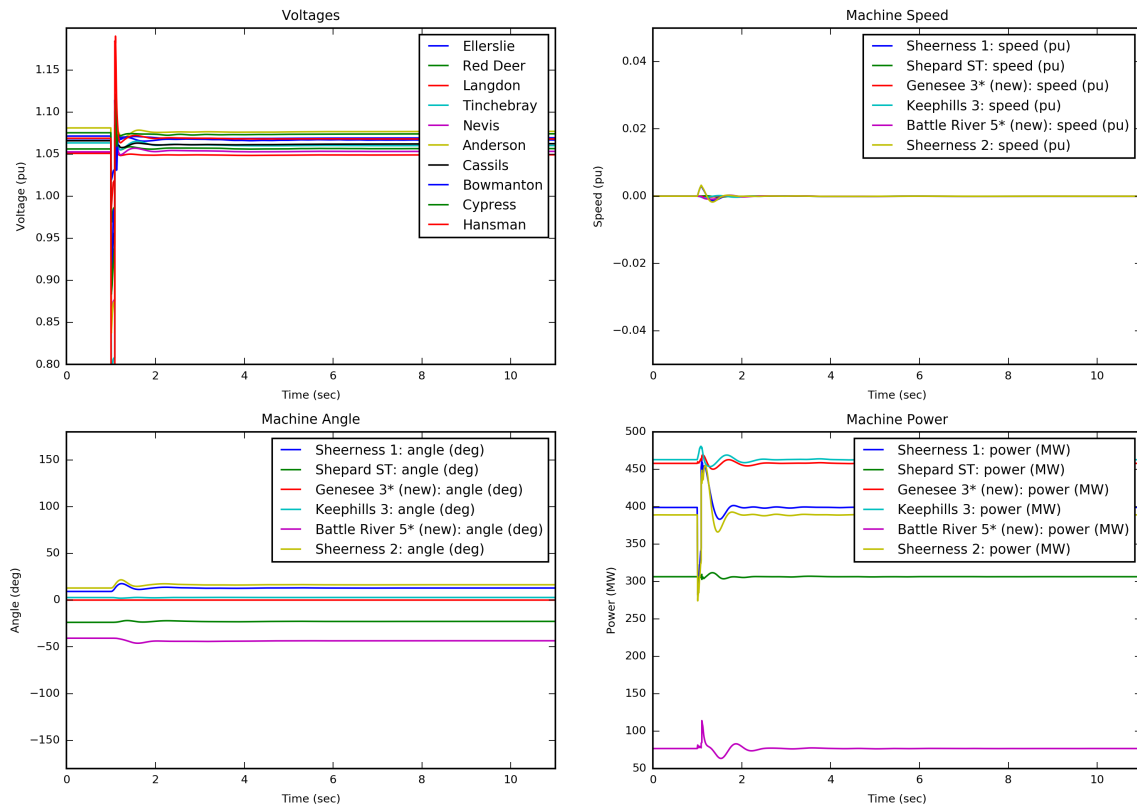 Voltages
1.15
1.10
1.05
1.00
0.95
0.90
0.85
0.80
Voltage (pu)
0
2
4
6
8
10
Time (sec)
Ellerslie
Red Deer
Langdon
Tinchebray
Nevis
Anderson
Cassils
Bowmanton
Cypress
Hansman
Machine Speed
0.04
0.02
0.00
−0.02
−0.04
Speed (pu)
0
2
4
6
8
10
Time (sec)
Sheerness 1: speed (pu)
Shepard ST: speed (pu)
Genesee 3* (new): speed (pu)
Keephills 3: speed (pu)
Battle River 5* (new): speed (pu)
Sheerness 2: speed (pu)
Machine Angle
150
100
50
0
−50
−100
−150
Angle (deg)
0
2
4
6
8
10
Time (sec)
Sheerness 1: angle (deg)
Shepard ST: angle (deg)
Genesee 3* (new): angle (deg)
Keephills 3: angle (deg)
Battle River 5* (new): angle (deg)
Sheerness 2: angle (deg)
Machine Power
500
450
400
350
300
250
200
150
100
50
Power (MW)
0
2
4
6
8
10
Time (sec)
Sheerness 1: power (MW)
Shepard ST: power (MW)
Genesee 3* (new): power (MW)
Keephills 3: power (MW)
Battle River 5* (new): power (MW)
Sheerness 2: power (MW)